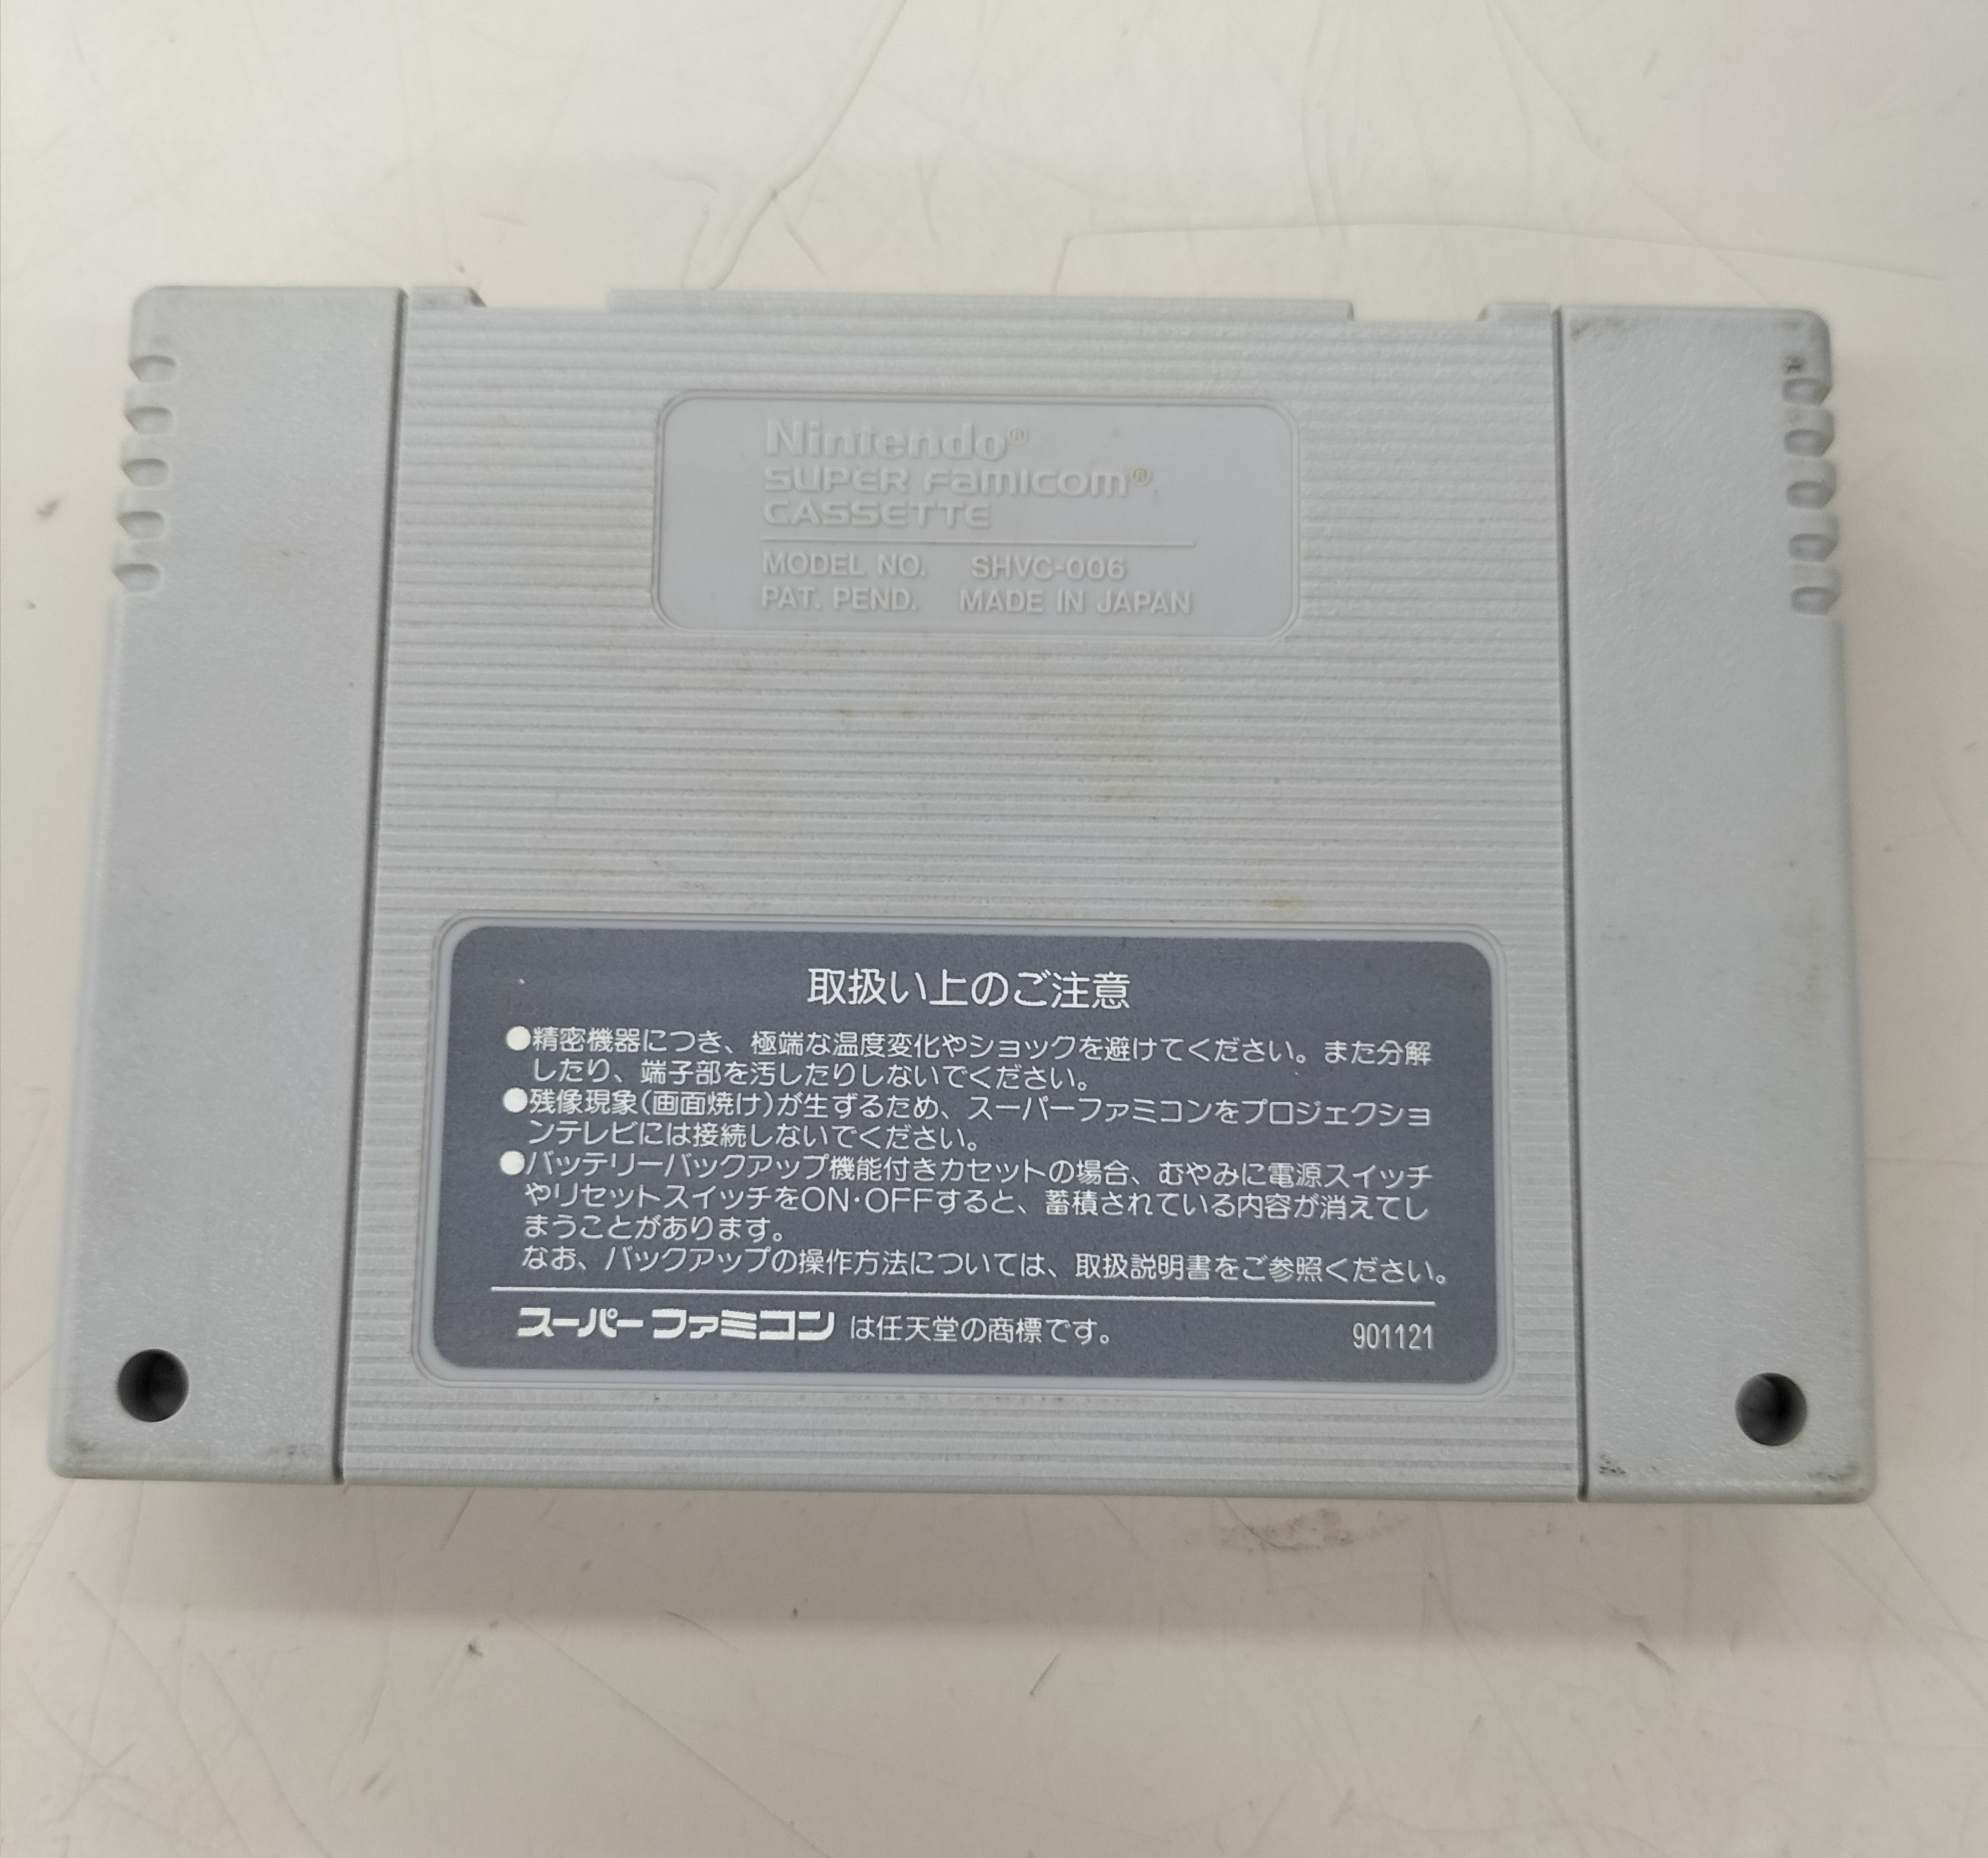 Nintendo®
SUPER Famicom®
CASSETTE
MODEL NO. SHVC-006
PAT. PEND. MADE IN JAPAN
取扱い上のご注意
●精密機器につき、極端な温度変化やショックを避けてください。また分解
したり、端子部を汚したりしないでください。
●残像現象(画面焼け)が生ずるため、スーパーファミコンをプロジェクショ
ンテレビには接続しないでください。
●バッテリーバックアップ機能付きカセットの場合、むやみに電源スイッチ
やリセットスイッチをON・OFFすると、蓄積されている内容が消えてし
まうことがあります。
なお、バックアップの操作方法については、取扱説明書をご参照ください。
スーパーファミコン は任天堂の商標です。 901121